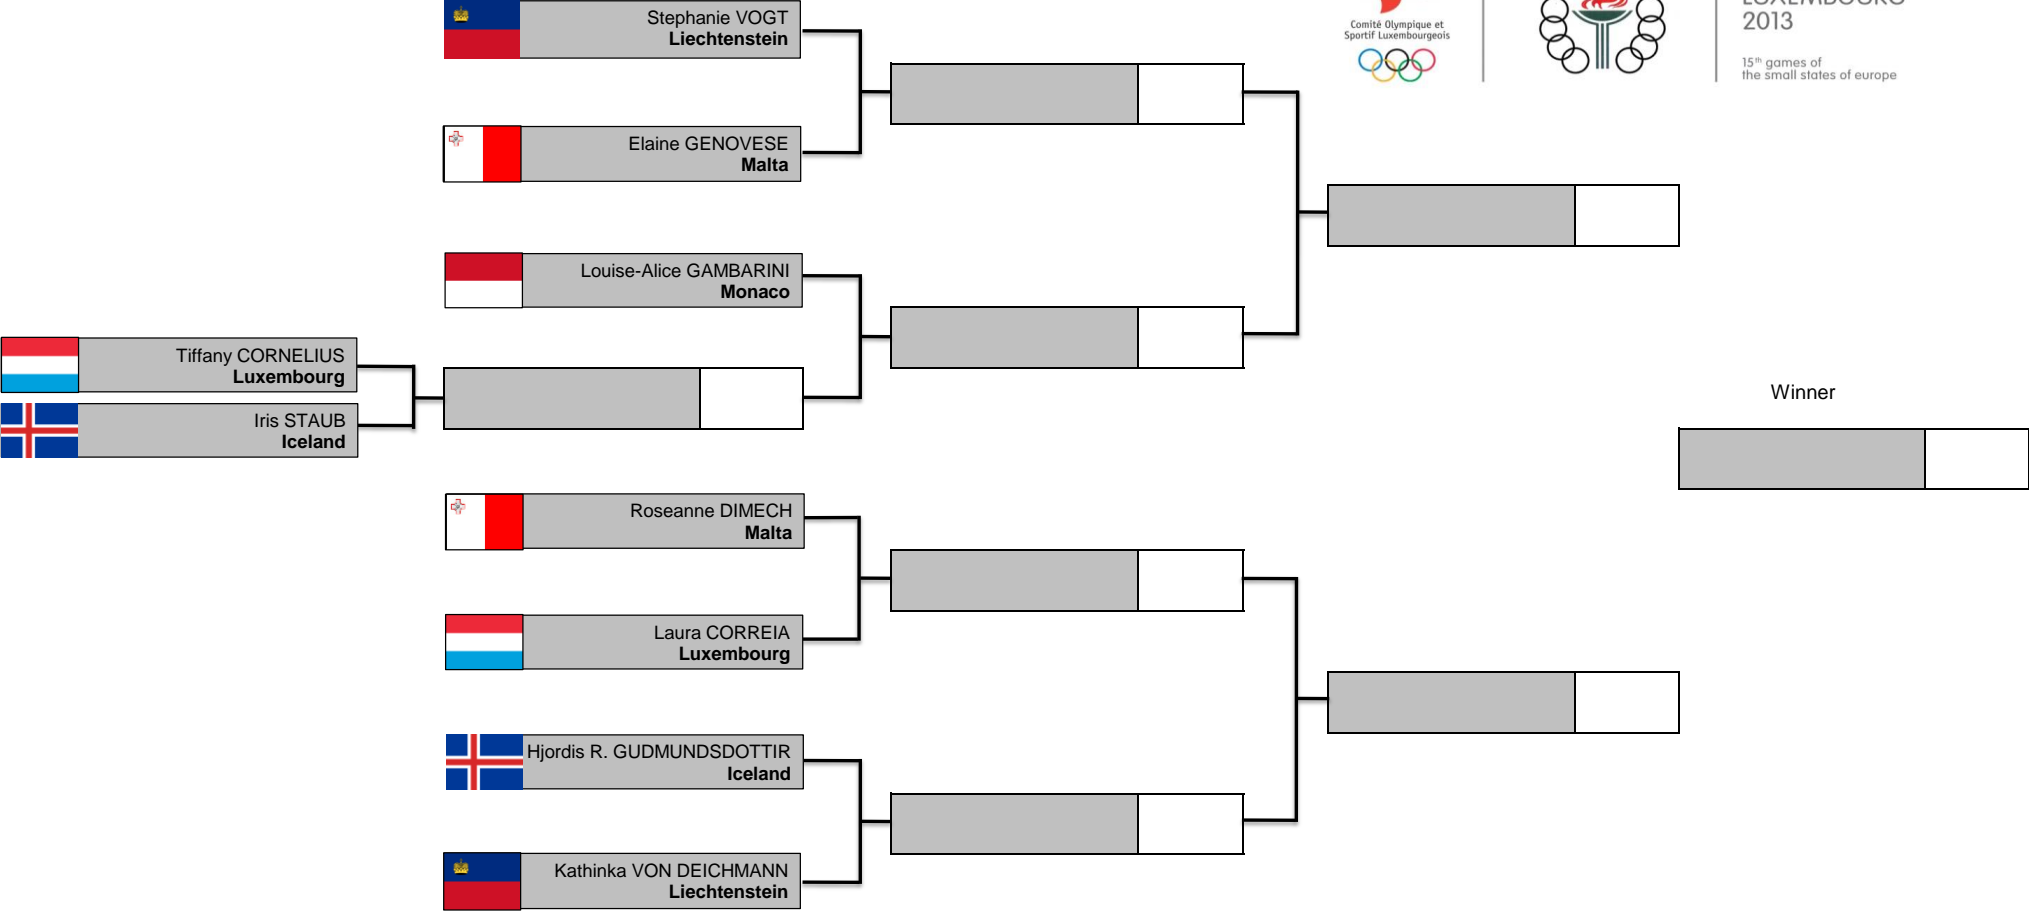 Stephanie VOGT
Liechtenstein
Comité Olympique et
Sportif Luxembourgeois
LUXEMBOURG
2013
15th games of
the small states of europe
Elaine GENOVESE
Malta
Louise-Alice GAMBARINI
Monaco
Tiffany CORNELIUS
Luxembourg
Iris STAUB
Iceland
Winner
Roseanne DIMECH
Malta
Laura CORREIA
Luxembourg
Hjordis R. GUDMUNDSDOTTIR
Iceland
Kathinka VON DEICHMANN
Liechtenstein